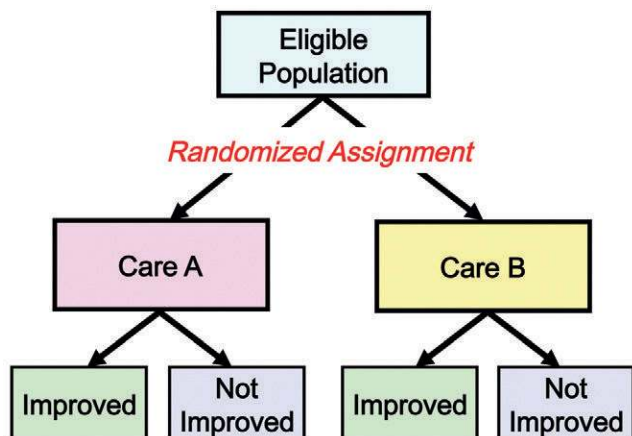 Eligible
Population
Randomized Assignment
Care A
Care B
Improved
Not
Improved
Improved
Not
Improved